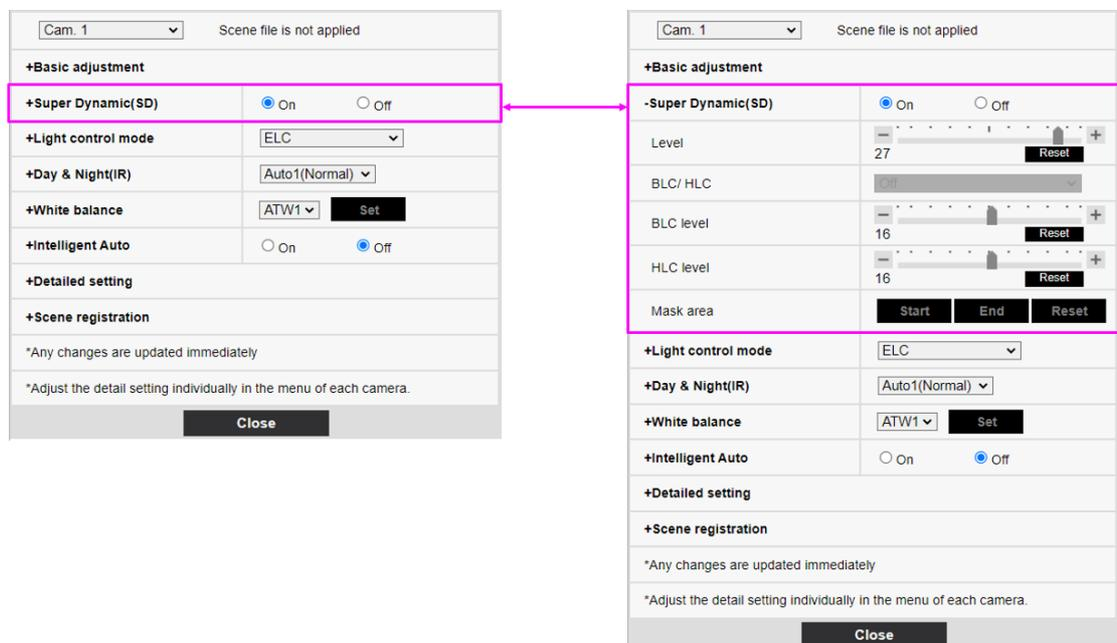 Cam. 1 Scene file is not applied
+Basic adjustment
+Super Dynamic(SD) On Off
+Light control mode ELC
+Day & Night(IR) Auto1(Normal)
+White balance ATW1 Set
+Intelligent Auto On Off
+Detailed setting
+Scene registration
*Any changes are updated immediately
*Adjust the detail setting individually in the menu of each camera.
Close
Cam. 1 Scene file is not applied
+Basic adjustment
-Super Dynamic(SD) On Off
Level 27 Reset
BLC/ HLC Off
BLC level 16 Reset
HLC level 16 Reset
Mask area Start End Reset
+Light control mode ELC
+Day & Night(IR) Auto1(Normal)
+White balance ATW1 Set
+Intelligent Auto On Off
+Detailed setting
+Scene registration
*Any changes are updated immediately
*Adjust the detail setting individually in the menu of each camera.
Close